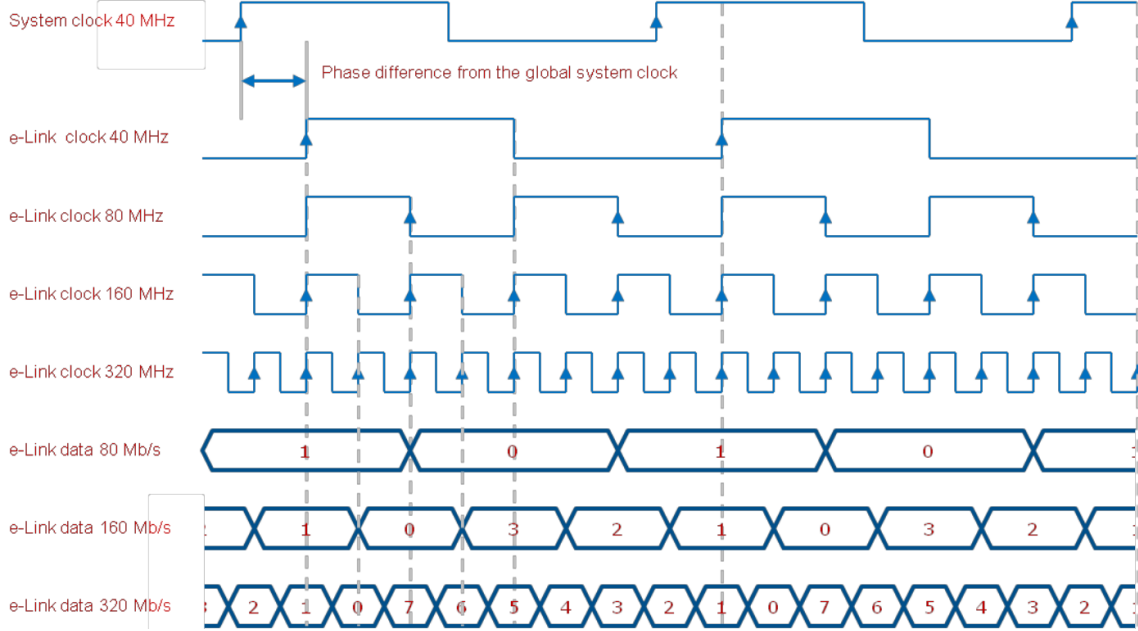 System clock 40 MHz
Phase difference from the global system clock
e-Link clock 40 MHz
e-Link clock 80 MHz
e-Link clock 160 MHz
e-Link clock 320 MHz
e-Link data 80 Mb/s 1 0 1 0
e-Link data 160 Mb/s 1 0 3 2 1 0 3 2
e-Link data 320 Mb/s 2 1 0 7 6 5 4 3 2 1 0 7 6 5 4 3 2